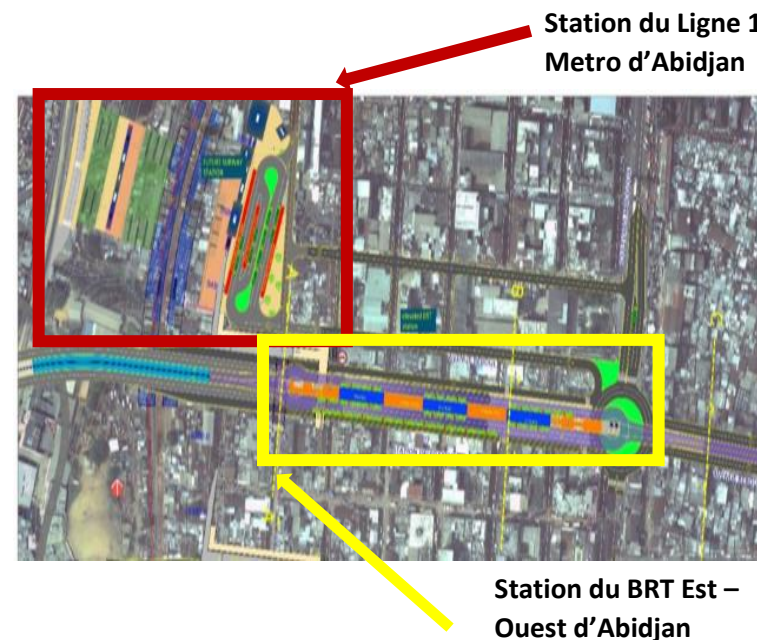 Station du Ligne 1
Metro d’Abidjan
FUTURE SUBWAY
STATION
A
B
Station du BRT Est –
Ouest d’Abidjan